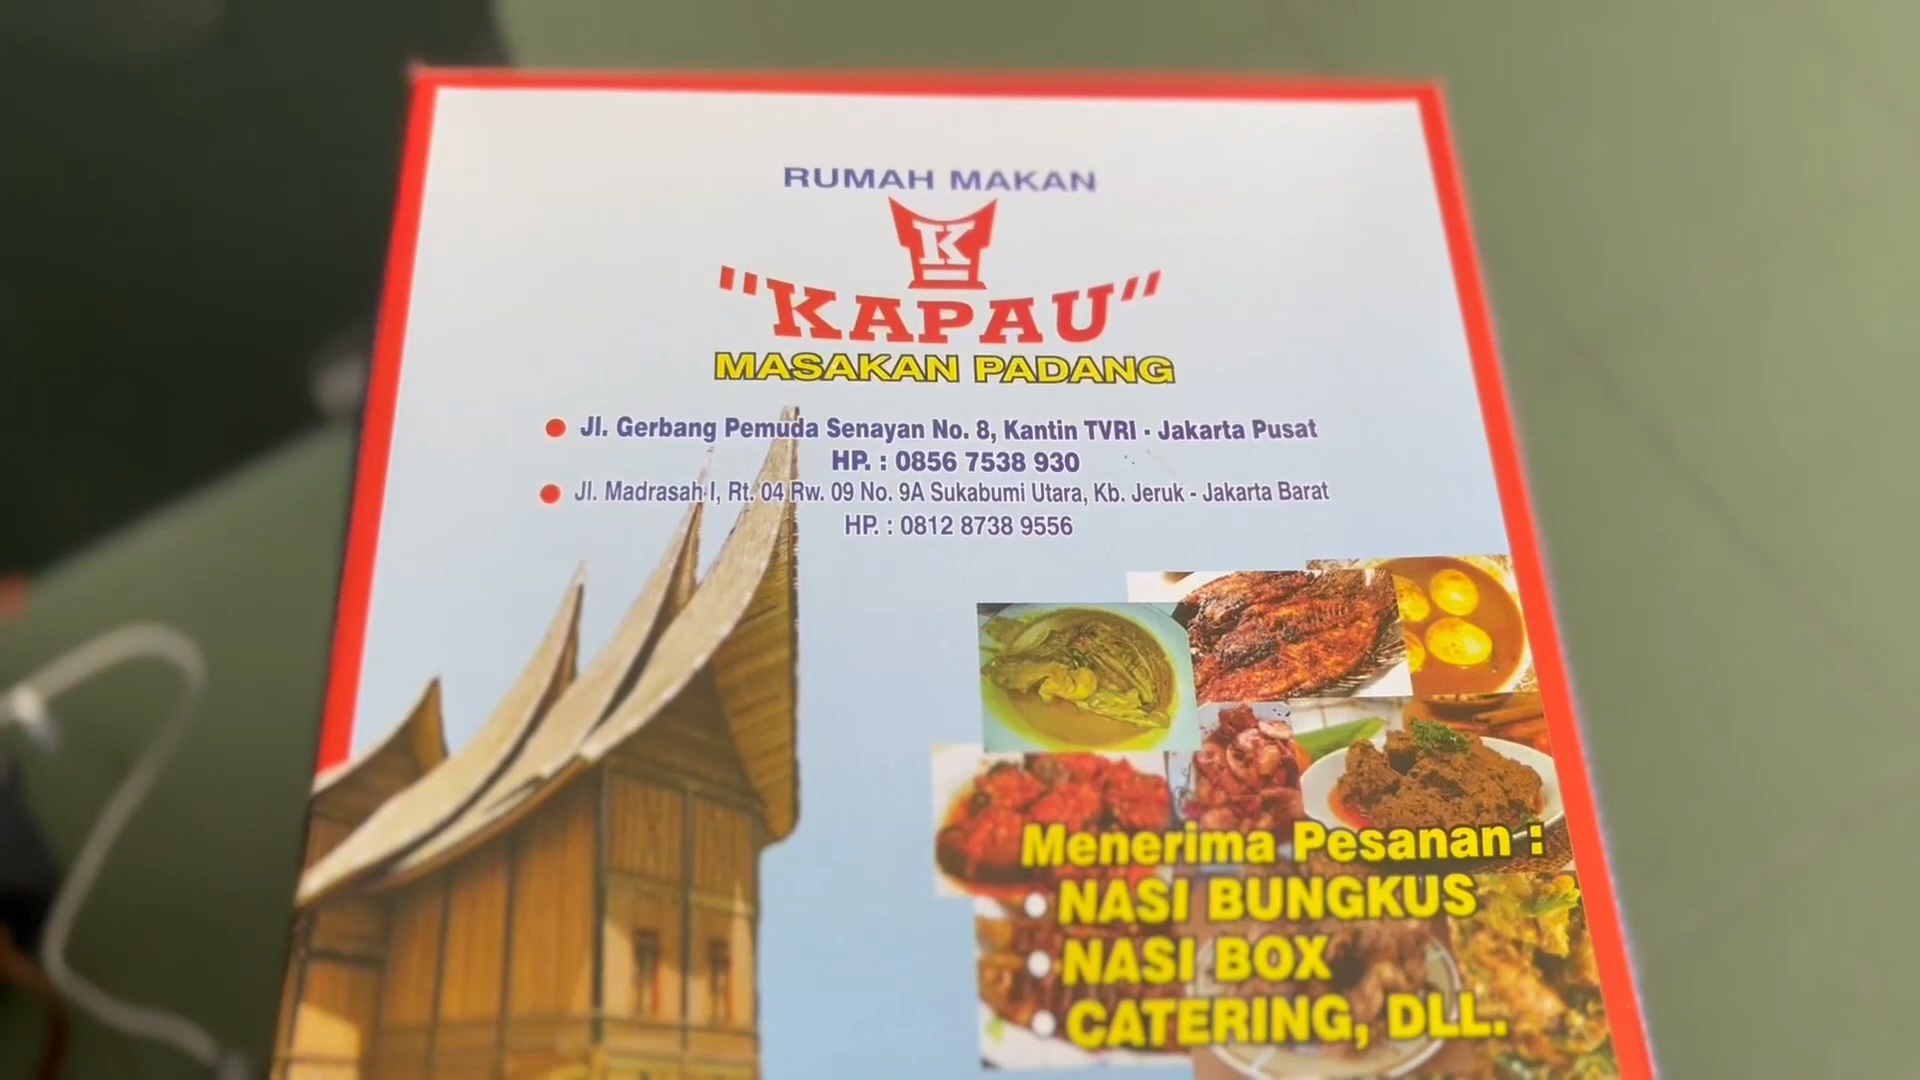 RUMAH MAKAN
K
"KAPAU"
MASAKAN PADANG
Jl. Gerbang Pemuda Senayan No. 8, Kantin TVRI - Jakarta Pusat
HP. : 0856 7538 930
Jl. Madrasah I, Rt. 04 Rw. 09 No. 9A Sukabumi Utara, Kb. Jeruk - Jakarta Barat
HP. : 0812 8738 9556
Menerima Pesanan :
• NASI BUNGKUS
• NASI BOX
• CATERING, DLL.